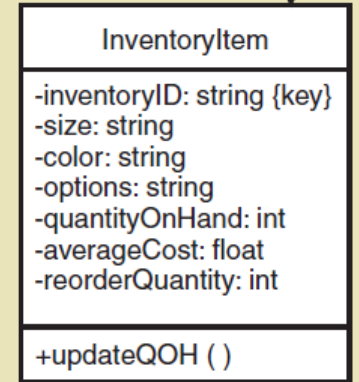 InventoryItem
-inventoryID: string {key}
-size: string
-color: string
-options: string
-quantityOnHand: int
-averageCost: float
-reorderQuantity: int
+updateQOH ( )